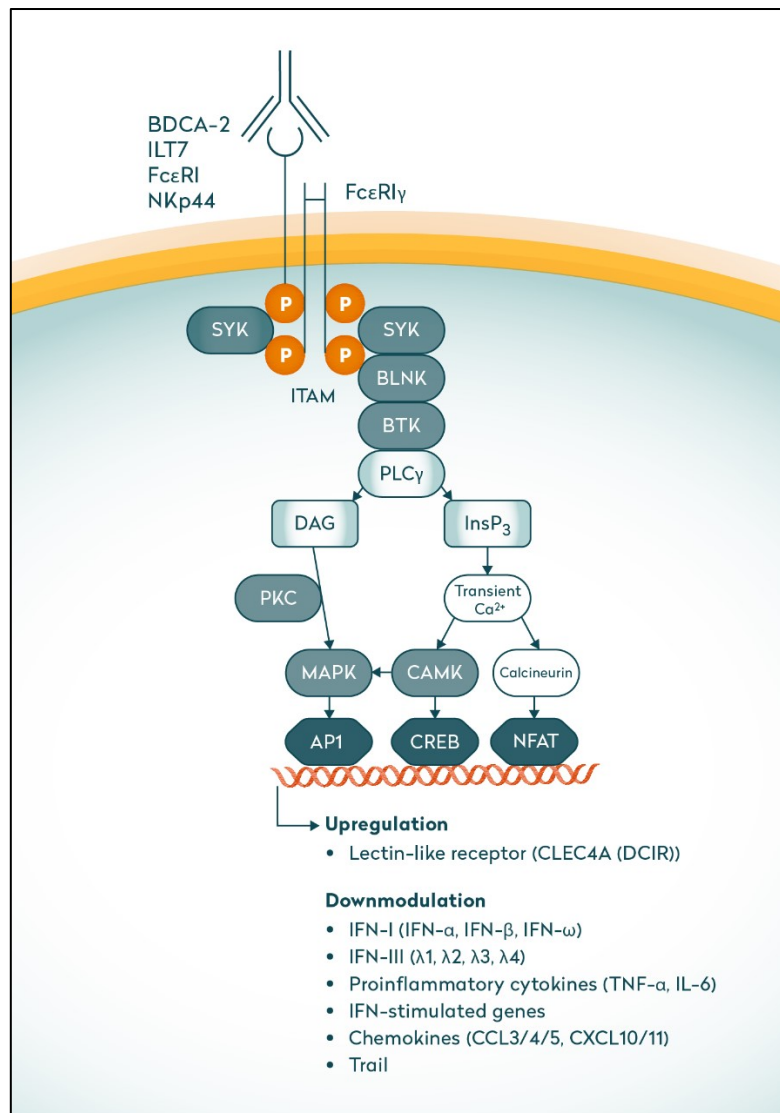 BDCA-2
ILT7
FcεRI
NKp44
FcεRIγ
P
P
SYK
SYK
P
P
ITAM
BLNK
BTK
PLCγ
DAG
InsP3
PKC
Transient
Ca²⁺
MAPK
CAMK
Calcineurin
AP1
CREB
NFAT
Upregulation
• Lectin-like receptor (CLEC4A (DCIR))
Downmodulation
• IFN-I (IFN-α, IFN-β, IFN-ω)
• IFN-III (λ1, λ2, λ3, λ4)
• Proinflammatory cytokines (TNF-α, IL-6)
• IFN-stimulated genes
• Chemokines (CCL3/4/5, CXCL10/11)
• Trail